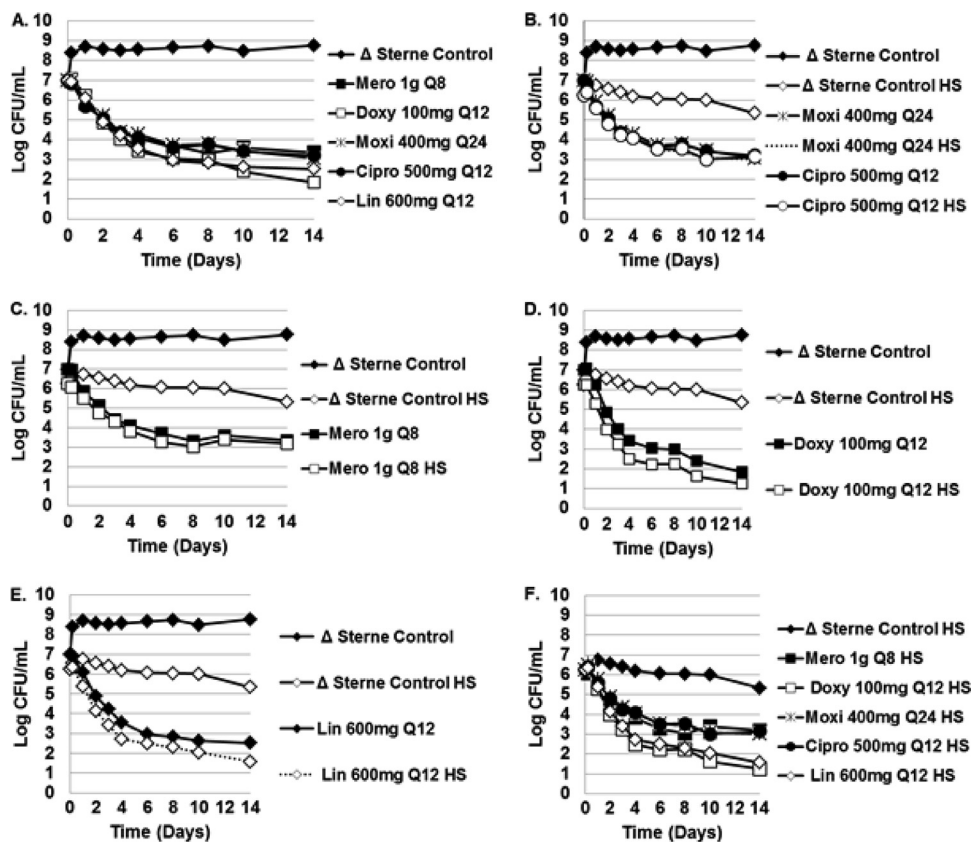 A.
10
9
8
7
6
5
4
3
2
1
0
Log CFU/mL
0 2 4 6 8 10 12 14
Time (Days)
Δ Sterne Control
Mero 1g Q8
Doxy 100mg Q12
Moxi 400mg Q24
Cipro 500mg Q12
Lin 600mg Q12
B.
10
9
8
7
6
5
4
3
2
1
0
Log CFU/mL
0 2 4 6 8 10 12 14
Time (Days)
Δ Sterne Control
Δ Sterne Control HS
Moxi 400mg Q24
Moxi 400mg Q24 HS
Cipro 500mg Q12
Cipro 500mg Q12 HS
C.
10
9
8
7
6
5
4
3
2
1
0
Log CFU/mL
0 2 4 6 8 10 12 14
Time (Days)
Δ Sterne Control
Δ Sterne Control HS
Mero 1g Q8
Mero 1g Q8 HS
D.
10
9
8
7
6
5
4
3
2
1
0
Log CFU/mL
0 2 4 6 8 10 12 14
Time (Days)
Δ Sterne Control
Δ Sterne Control HS
Doxy 100mg Q12
Doxy 100mg Q12 HS
E.
10
9
8
7
6
5
4
3
2
1
0
Log CFU/mL
0 2 4 6 8 10 12 14
Time (Days)
Δ Sterne Control
Δ Sterne Control HS
Lin 600mg Q12
Lin 600mg Q12 HS
F.
10
9
8
7
6
5
4
3
2
1
0
Log CFU/mL
0 2 4 6 8 10 12 14
Time (Days)
Δ Sterne Control HS
Mero 1g Q8 HS
Doxy 100mg Q12 HS
Moxi 400mg Q24 HS
Cipro 500mg Q12 HS
Lin 600mg Q12 HS